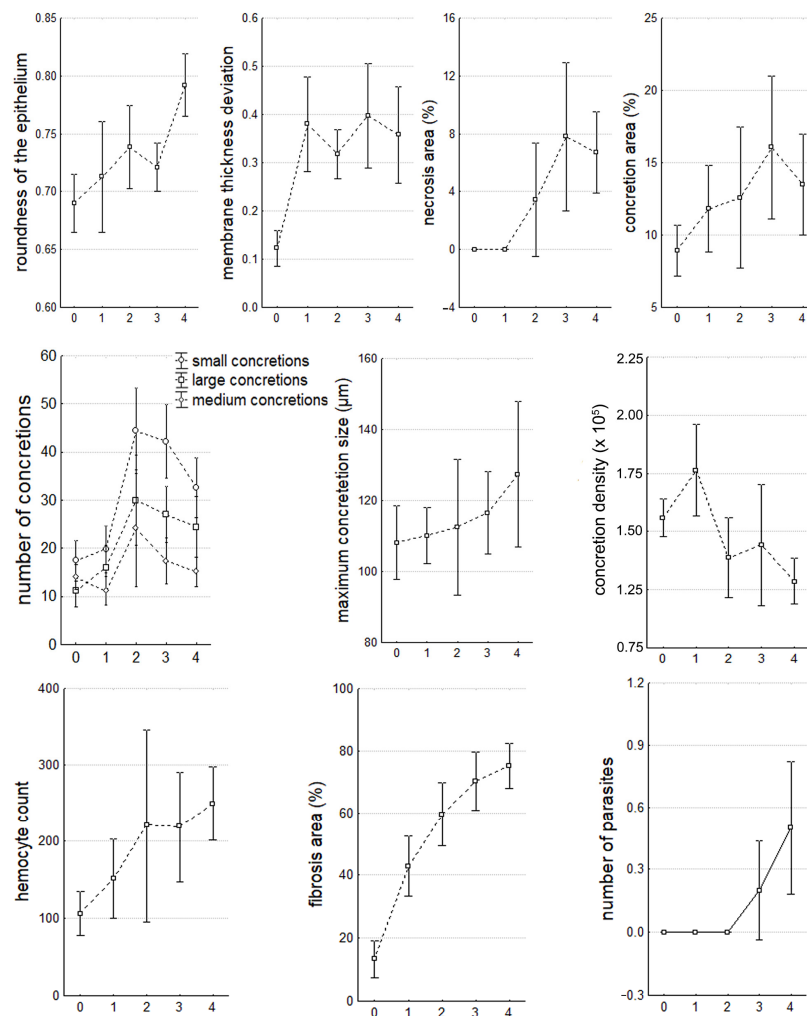 roundness of the epithelium
0.85
0.80
0.75
0.70
0.65
0.60
0 1 2 3 4
membrane thickness deviation
0.6
0.5
0.4
0.3
0.2
0.1
0.0
0 1 2 3 4
necrosis area (%)
16
12
8
4
0
−4
0 1 2 3 4
concretion area (%)
25
20
15
10
5
0 1 2 3 4
number of concretions
60
50
40
30
20
10
0
0 1 2 3 4
small concretions
large concretions
medium concretions
maximum concretetion size (μm)
160
140
120
100
80
0 1 2 3 4
concretion density (x 10⁵)
2.25
2.00
1.75
1.50
1.25
0.75
0 1 2 3 4
hemocyte count
400
300
200
100
0
0 1 2 3 4
fibrosis area (%)
100
80
60
40
20
0
0 1 2 3 4
number of parasites
1.2
0.9
0.6
0.3
0.0
−0.3
0 1 2 3 4